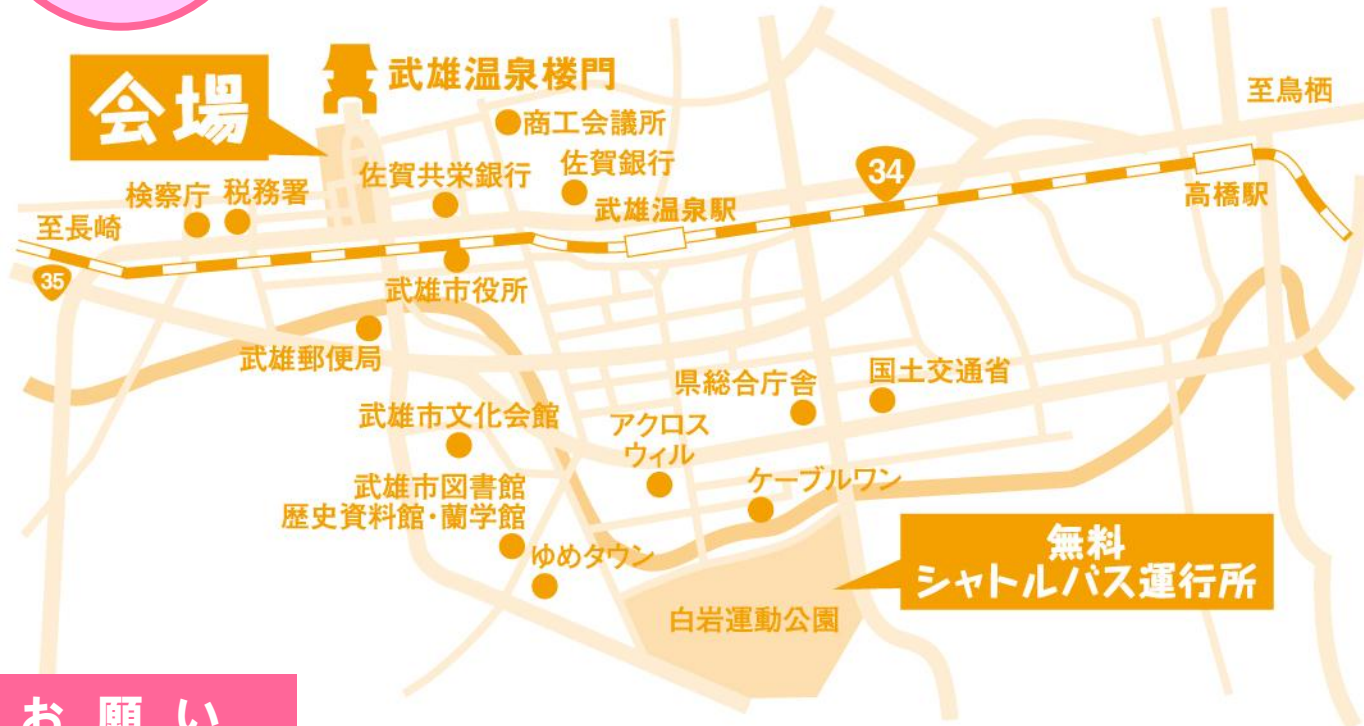 会場
武雄温泉楼門
商工会議所
至鳥栖
佐賀共栄銀行
佐賀銀行
34
検察庁
税務署
武雄温泉駅
高橋駅
至長崎
35
武雄市役所
武雄郵便局
県総合庁舎
国土交通省
武雄市文化会館
アクロス
ウィル
武雄市図書館
歴史資料館・蘭学館
ケーブルワン
ゆめタウン
無料
シャトルバス運行所
白岩運動公園
お願い